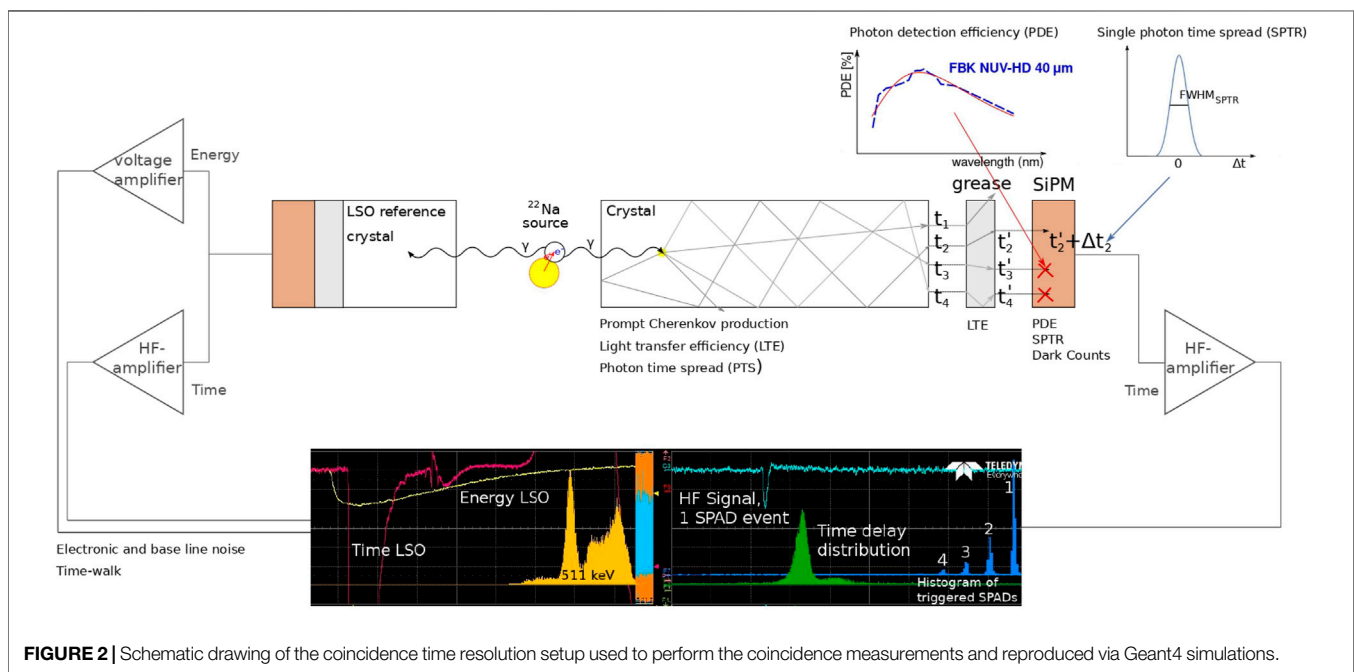 Photon detection efficiency (PDE)
Single photon time spread (SPTR)
PDE [%]
FBK NUV-HD 40 µm
wavelength (nm)
FWHM_SPTR
0
Δt
voltage
amplifier
Energy
HF-
amplifier
Time
LSO reference
crystal
²²Na
source
γ
e⁻
γ
Crystal
grease
SiPM
t₁
t₂
t₃
t₄
t'₂
t'₃
t'₄
t'₂+Δt₂
LTE
PDE
SPTR
Dark Counts
Prompt Cherenkov production
Light transfer efficiency (LTE)
Photon time spread (PTS)
HF-
amplifier
Time
Energy LSO
Time LSO
511 keV
HF Signal,
1 SPAD event
Time delay
distribution
4
3
2
1
Histogram of
triggered SPADs
Electronic and base line noise
Time-walk
FIGURE 2 | Schematic drawing of the coincidence time resolution setup used to perform the coincidence measurements and reproduced via Geant4 simulations.